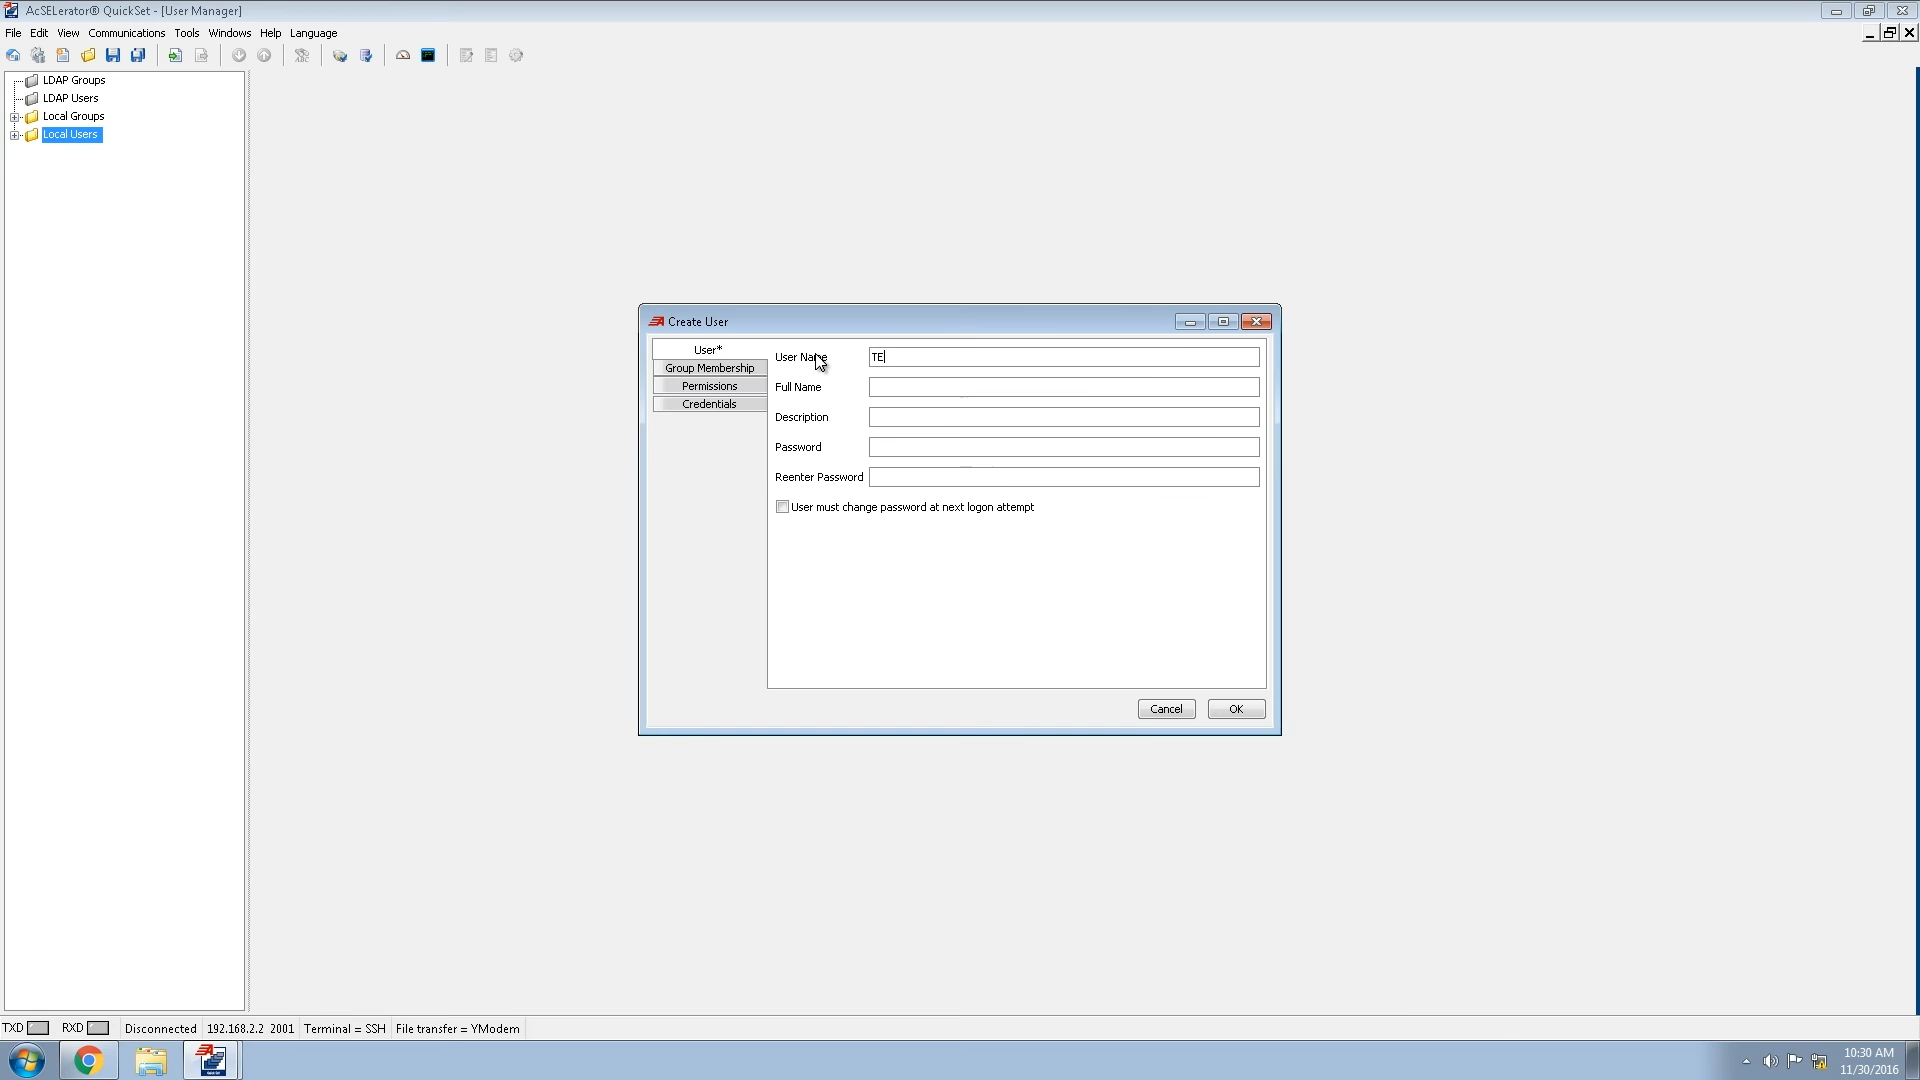 AcSELerator® QuickSet - [User Manager]
File Edit View Communications Tools Windows Help Language
LDAP Groups
LDAP Users
Local Groups
Local Users
Create User
User*
Group Membership
Permissions
Credentials
User Name TE
Full Name
Description
Password
Reenter Password
User must change password at next logon attempt
Cancel OK
TXD RXD Disconnected 192.168.2.2 2001 Terminal = SSH File transfer = YModem
10:30 AM
11/30/2016